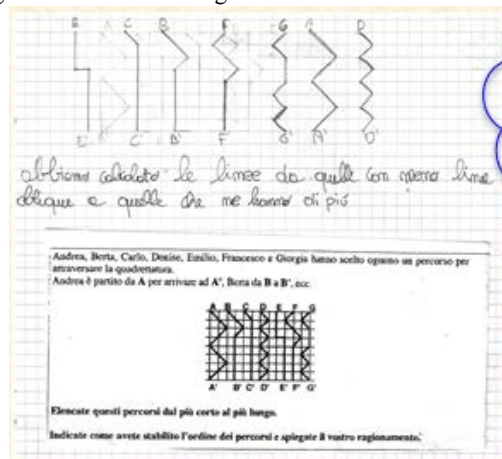 E C B F G A D
E' C' B' F' G' A' D'
abbiamo calcolato le linee da quelle con meno linee
oblique a quelle che ne hanno di più
Andrea, Berta, Carlo, Denise, Emilio, Francesco e Giorgia hanno scelto ognuno un percorso per
attraversare la quadrettatura.
Andrea è partito da A per arrivare ad A', Berta da B a B', ecc.
A B C D E F G
A' B' C' D' E' F' G'
Elencate questi percorsi dal più corto al più lungo.
Indicate come avete stabilito l'ordine dei percorsi e spiegate il vostro ragionamento.